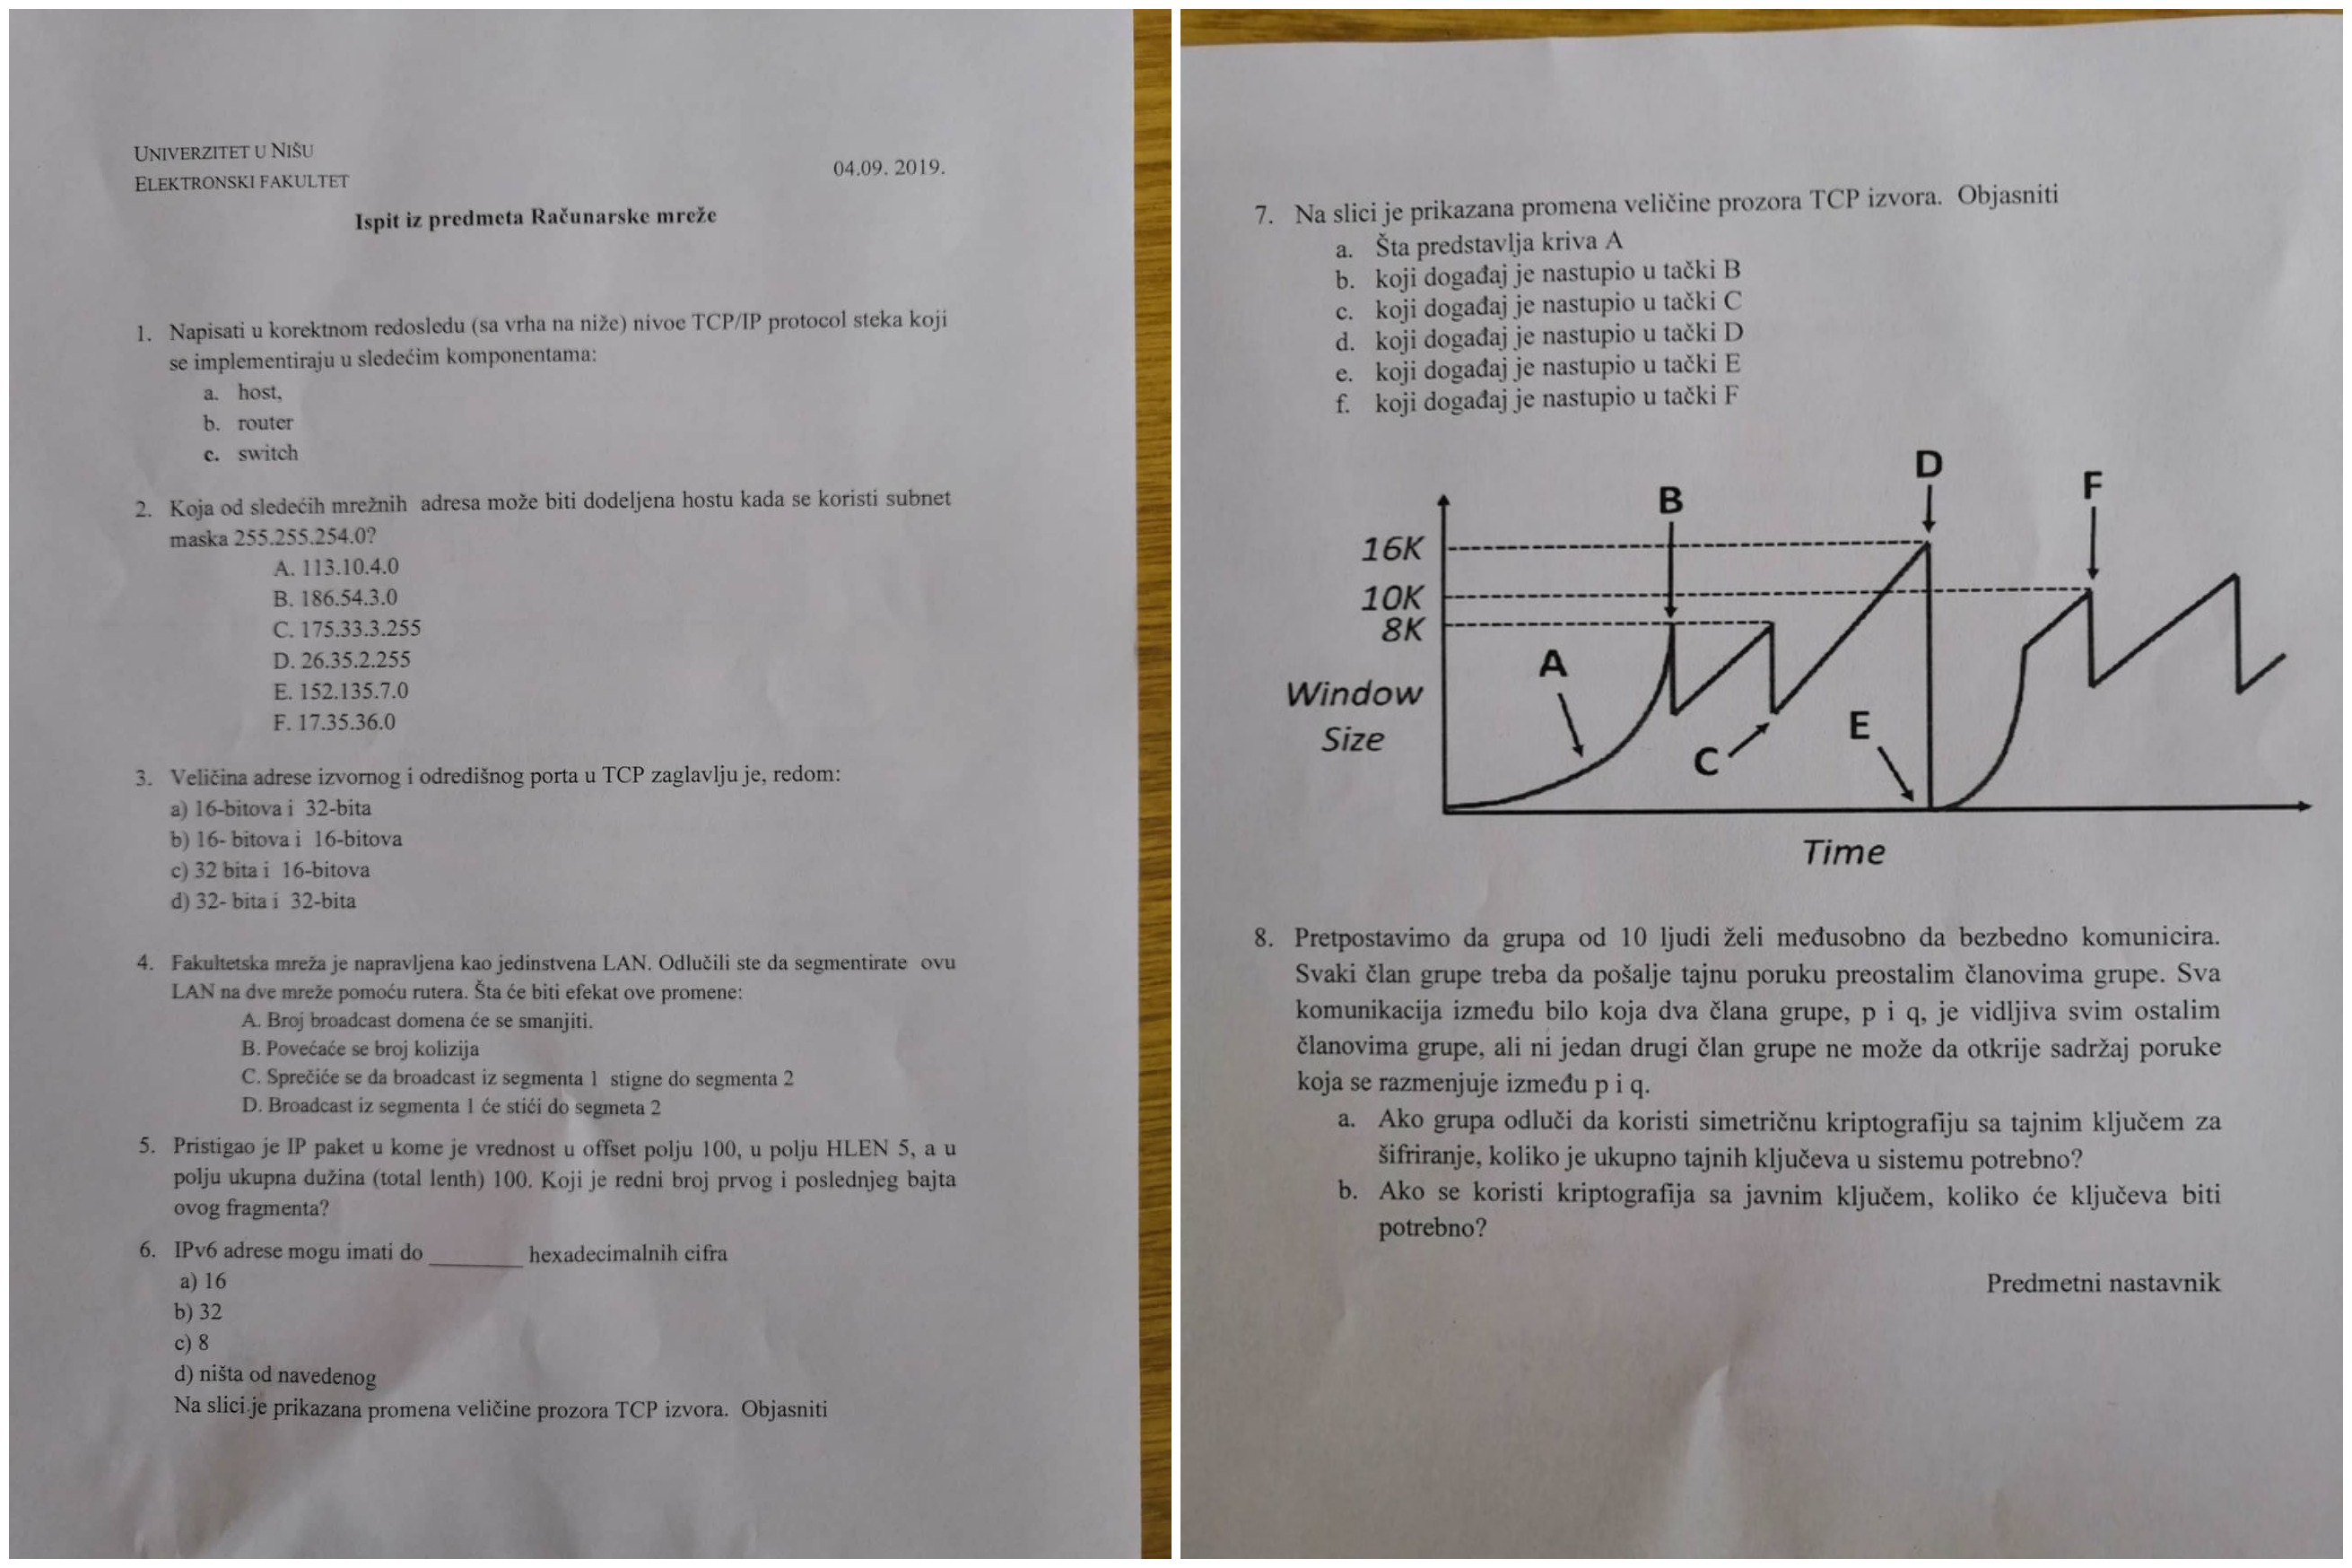 UNIVERZITET U NIŠU
ELEKTRONSKI FAKULTET
04.09. 2019.
Ispit iz predmeta Računarske mreže
1. Napisati u korektnom redosledu (sa vrha na niže) nivoe TCP/IP protocol steka koji
se implementiraju u sledećim komponentama:
a. host,
b. router
c. switch
2. Koja od sledećih mrežnih adresa može biti dodeljena hostu kada se koristi subnet
maska 255.255.254.0?
A. 113.10.4.0
B. 186.54.3.0
C. 175.33.3.255
D. 26.35.2.255
E. 152.135.7.0
F. 17.35.36.0
3. Veličina adrese izvornog i odredišnog porta u TCP zaglavlju je, redom:
a) 16-bitova i 32-bita
b) 16- bitova i 16-bitova
c) 32 bita i 16-bitova
d) 32- bita i 32-bita
4. Fakultetska mreža je napravljena kao jedinstvena LAN. Odlučili ste da segmentirate ovu
LAN na dve mreže pomoću rutera. Šta će biti efekat ove promene:
A. Broj broadcast domena će se smanjiti.
B. Povećaće se broj kolizija
C. Sprečiće se da broadcast iz segmenta 1 stigne do segmenta 2
D. Broadcast iz segmenta 1 će stići do segmeta 2
5. Pristigao je IP paket u kome je vrednost u offset polju 100, u polju HLEN 5, a u
polju ukupna dužina (total lenth) 100. Koji je redni broj prvog i poslednjeg bajta
ovog fragmenta?
6. IPv6 adrese mogu imati do ________ hexadecimalnih cifra
a) 16
b) 32
c) 8
d) ništa od navedenog
Na slici je prikazana promena veličine prozora TCP izvora. Objasniti
7. Na slici je prikazana promena veličine prozora TCP izvora. Objasniti
a. Šta predstavlja kriva A
b. koji događaj je nastupio u tački B
c. koji događaj je nastupio u tački C
d. koji događaj je nastupio u tački D
e. koji događaj je nastupio u tački E
f. koji događaj je nastupio u tački F
D
F
B
16K
10K
8K
A
Window
Size
E
C
Time
8. Pretpostavimo da grupa od 10 ljudi želi međusobno da bezbedno komunicira.
Svaki član grupe treba da pošalje tajnu poruku preostalim članovima grupe. Sva
komunikacija između bilo koja dva člana grupe, p i q, je vidljiva svim ostalim
članovima grupe, ali ni jedan drugi član grupe ne može da otkrije sadržaj poruke
koja se razmenjuje između p i q.
a. Ako grupa odluči da koristi simetričnu kriptografiju sa tajnim ključem za
šifriranje, koliko je ukupno tajnih ključeva u sistemu potrebno?
b. Ako se koristi kriptografija sa javnim ključem, koliko će ključeva biti
potrebno?
Predmetni nastavnik